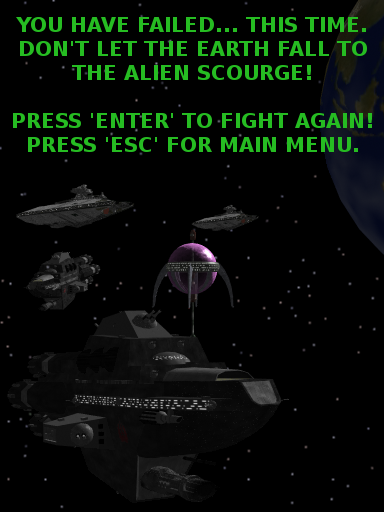 YOU HAVE FAILED... THIS TIME.
DON'T LET THE EARTH FALL TO
THE ALIEN SCOURGE!
PRESS 'ENTER' TO FIGHT AGAIN!
PRESS 'ESC' FOR MAIN MENU.